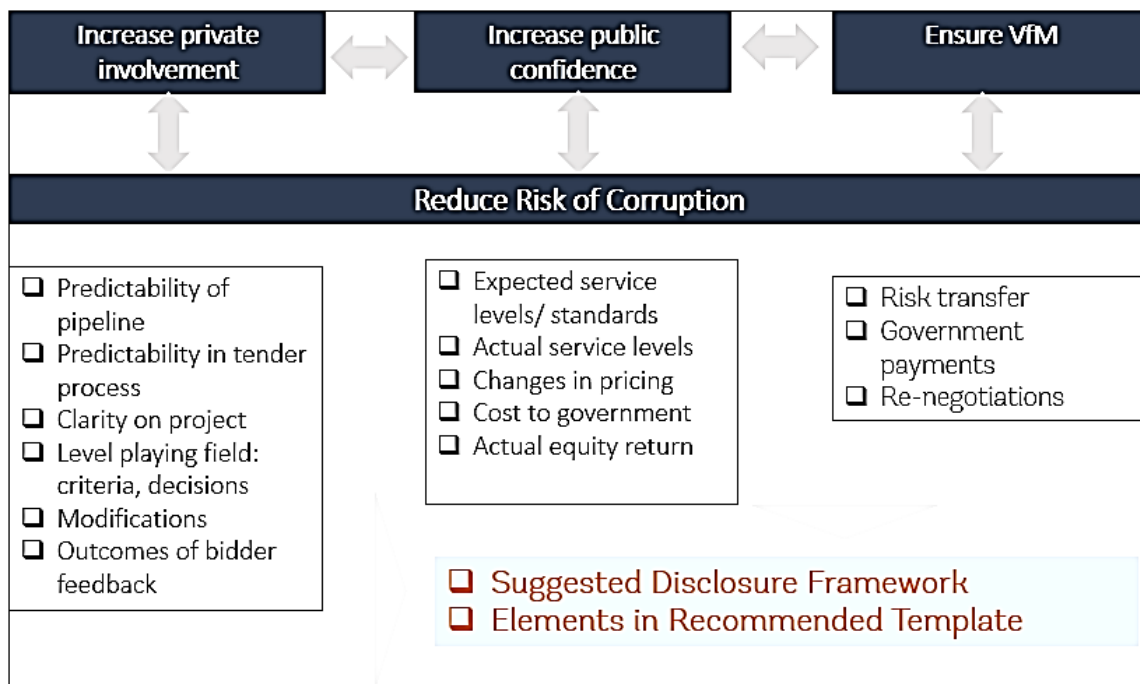 Increase private
involvement
Increase public
confidence
Ensure VfM
Reduce Risk of Corruption
❑ Predictability of
pipeline
❑ Predictability in tender
process
❑ Clarity on project
❑ Level playing field:
criteria, decisions
❑ Modifications
❑ Outcomes of bidder
feedback
❑ Expected service
levels/ standards
❑ Actual service levels
❑ Changes in pricing
❑ Cost to government
❑ Actual equity return
❑ Risk transfer
❑ Government
payments
❑ Re-negotiations
❑ Suggested Disclosure Framework
❑ Elements in Recommended Template